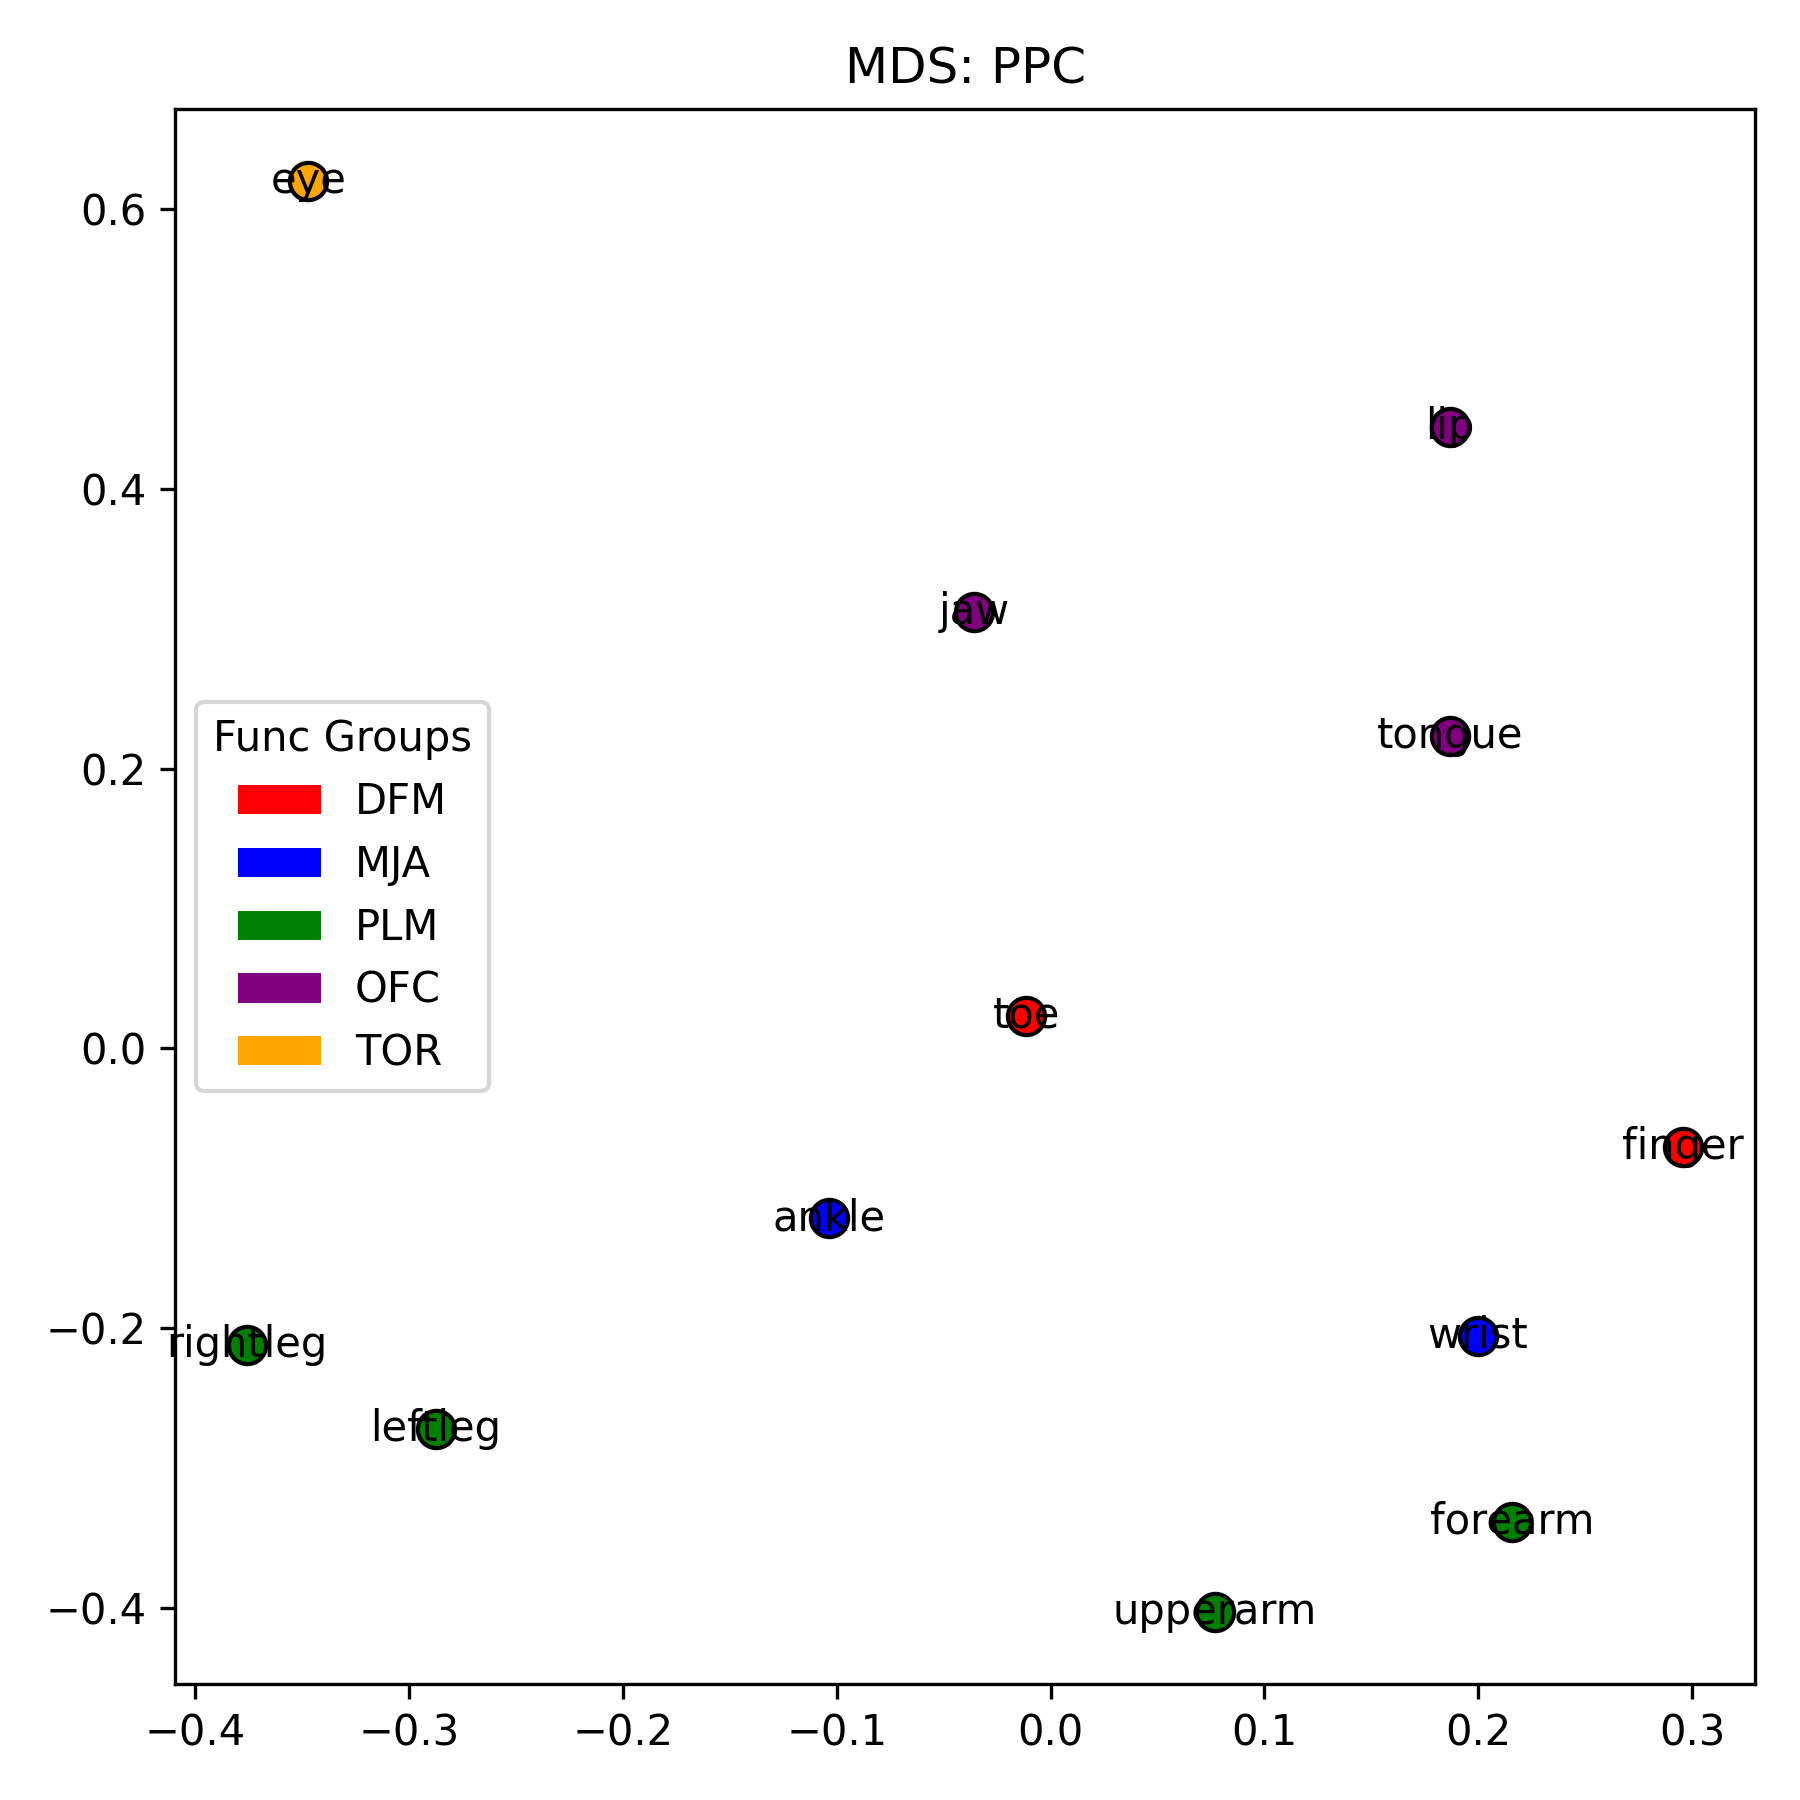 MDS: PPC
eye
0.6
lip
0.4
jaw
tongue
0.2
Func Groups
DFM
MJA
PLM
OFC
TOR
toe
0.0
finger
ankle
−0.2
rightleg
wrist
leftleg
forearm
−0.4
upperarm
−0.4 −0.3 −0.2 −0.1 0.0 0.1 0.2 0.3